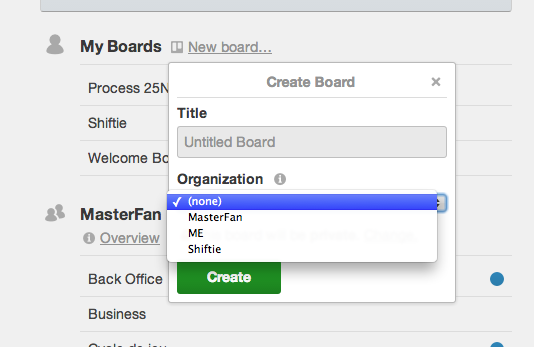 My Boards New board…
Create Board ×
Process 25N
Title
Shiftie
Untitled Board
Welcome Bo
Organization
✓ (none)
MasterFan
MasterFan
ME
Shiftie
Overview
Back Office
Create
Business